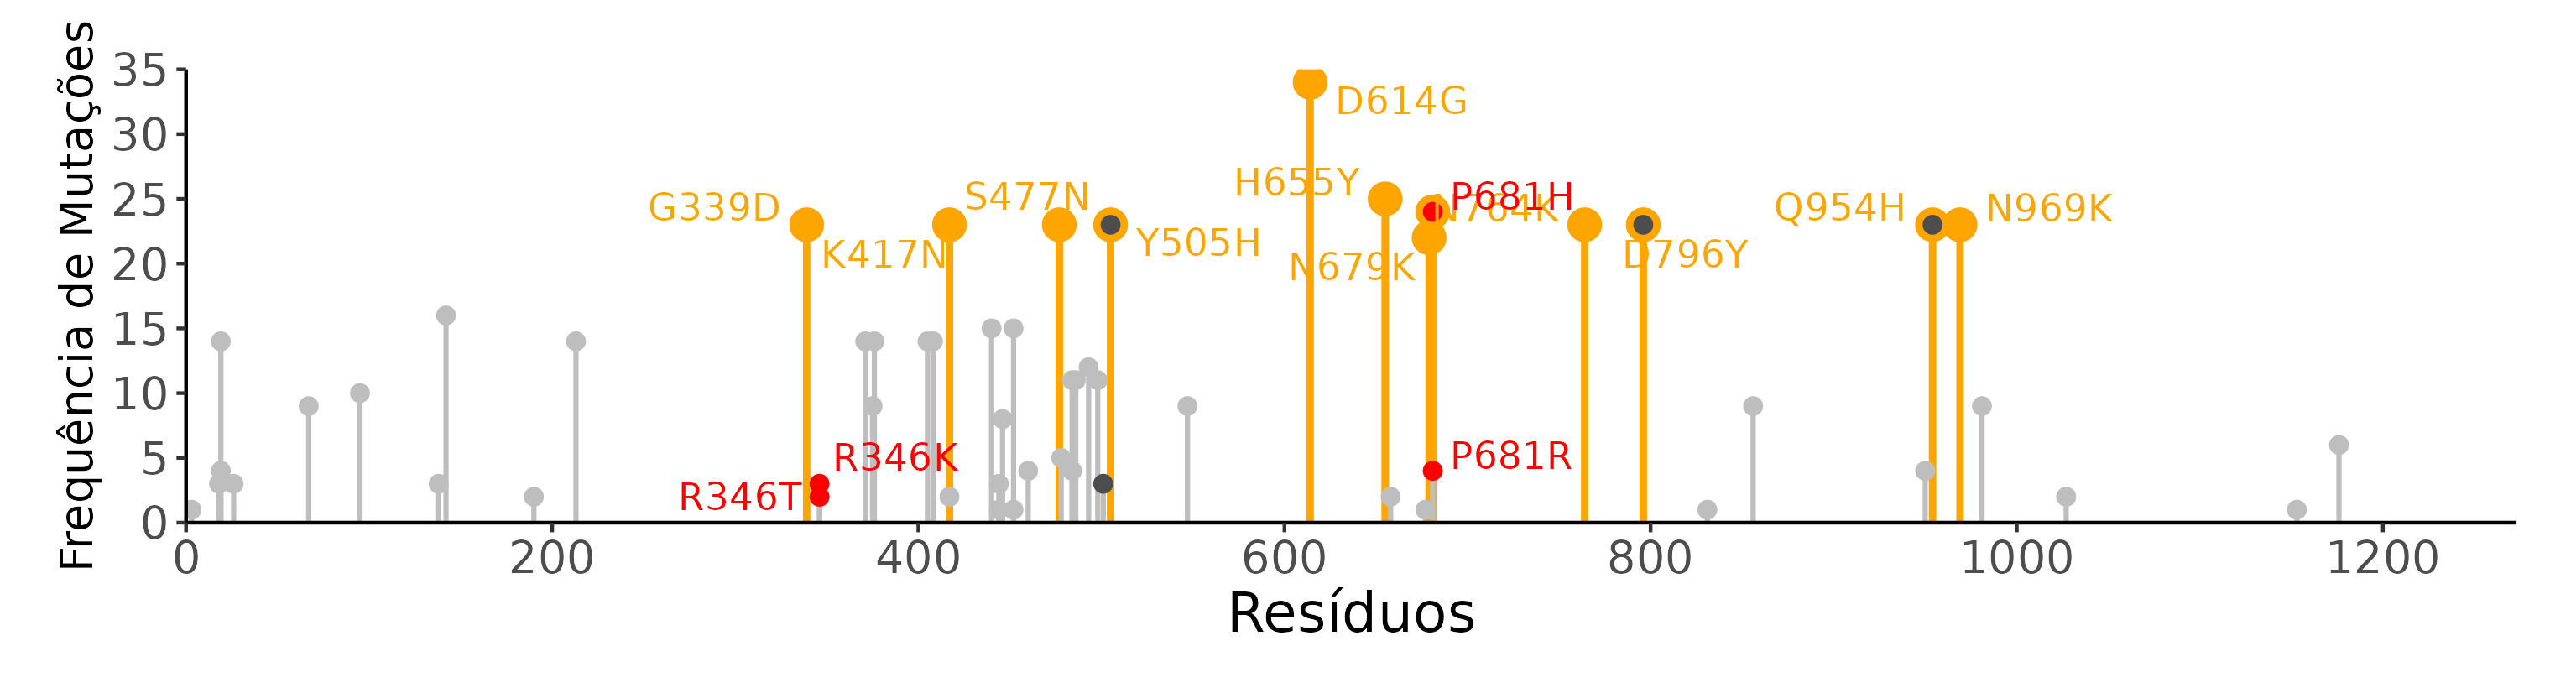 Frequência de Mutações
35
30
25
20
15
10
5
0
D614G
H655Y
P681H
N764K
S477N
G339D
Q954H
N969K
Y505H
K417N
D796Y
N679K
R346K
P681R
R346T
0 200 400 600 800 1000 1200
Resíduos